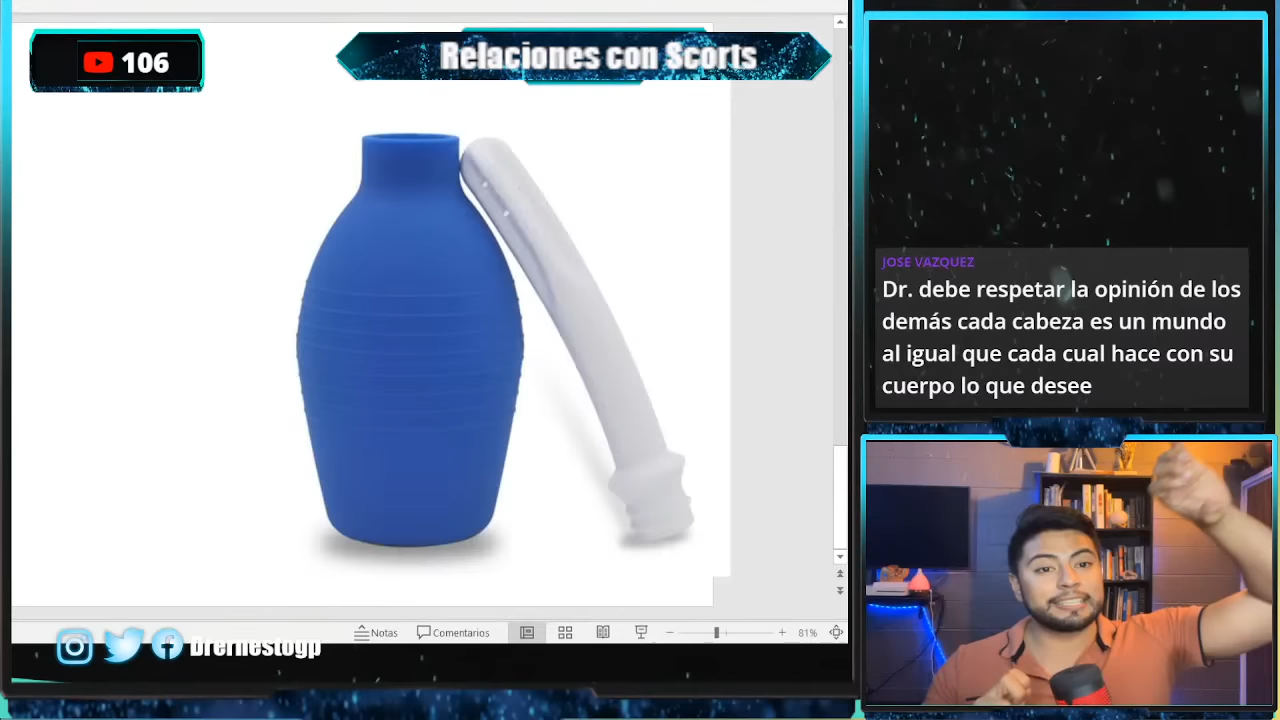 106
Relaciones con Scorts
JOSE VAZQUEZ
Dr. debe respetar la opinión de los
demás cada cabeza es un mundo
al igual que cada cual hace con su
cuerpo lo que desee
Notas
Comentarios
81%
Drernestogp